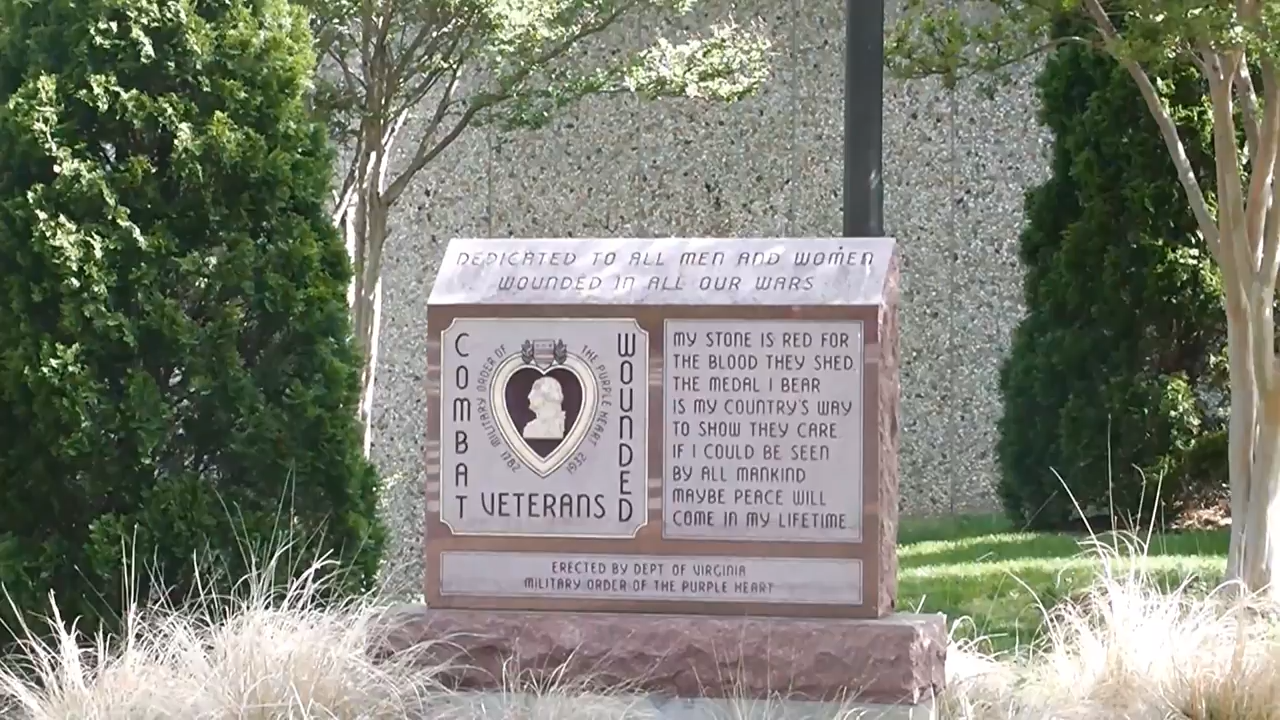 DEDICATED TO ALL MEN AND WOMEN
WOUNDED IN ALL OUR WARS
COMBAT
WOUNDED
VETERANS
MILITARY ORDER OF
THE PURPLE HEART
1782
1932
MY STONE IS RED FOR
THE BLOOD THEY SHED.
THE MEDAL I BEAR
IS MY COUNTRY'S WAY
TO SHOW THEY CARE.
IF I COULD BE SEEN
BY ALL MANKIND
MAYBE PEACE WILL
COME IN MY LIFETIME.
ERECTED BY DEPT OF VIRGINIA
MILITARY ORDER OF THE PURPLE HEART